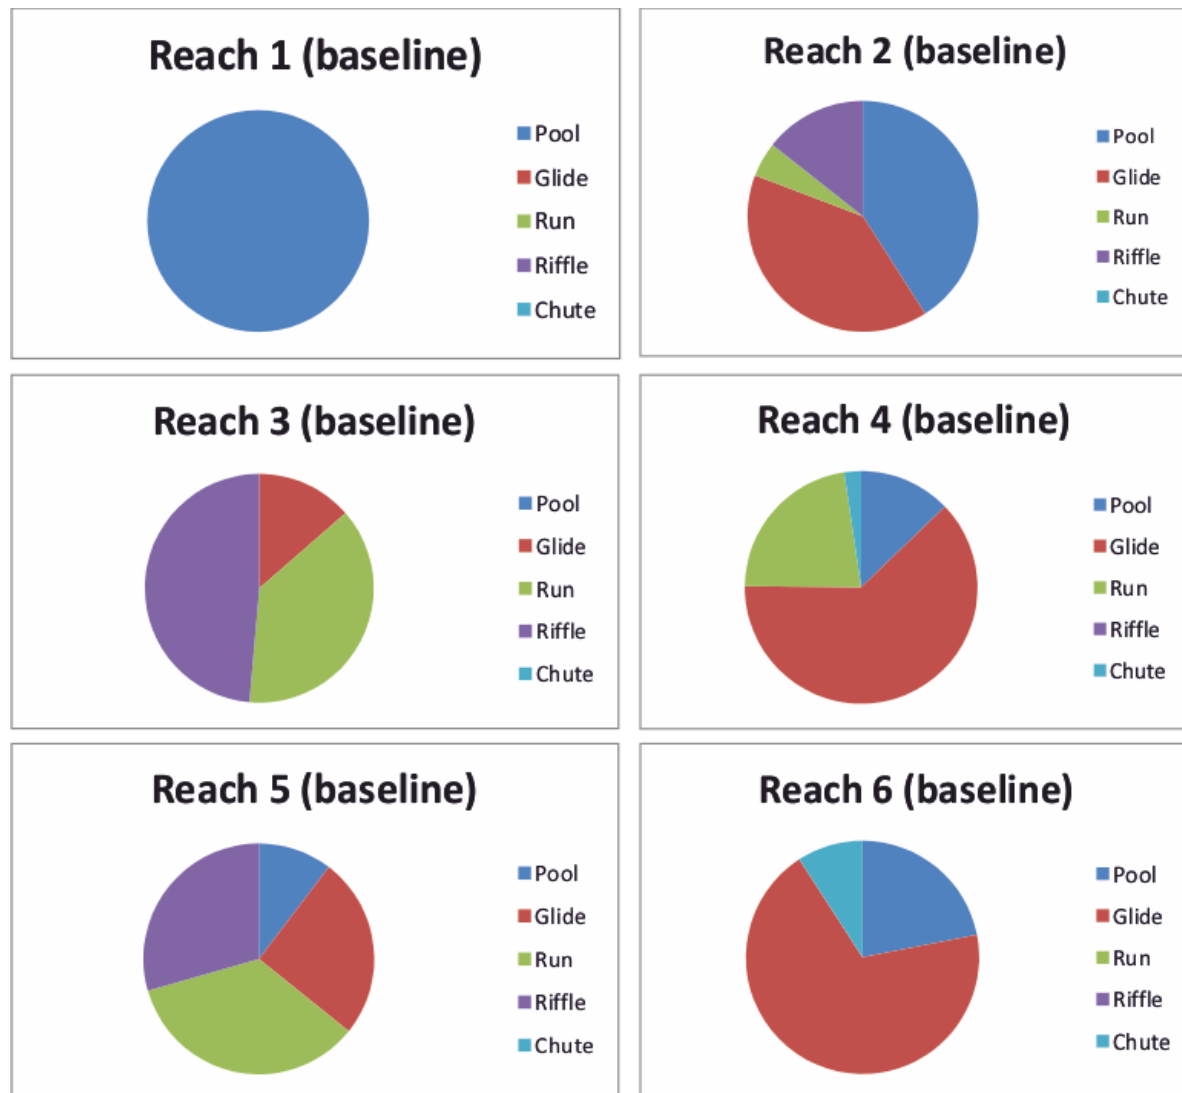 Reach 1 (baseline)
Pool
Glide
Run
Riffle
Chute
Reach 2 (baseline)
Pool
Glide
Run
Riffle
Chute
Reach 3 (baseline)
Pool
Glide
Run
Riffle
Chute
Reach 4 (baseline)
Pool
Glide
Run
Riffle
Chute
Reach 5 (baseline)
Pool
Glide
Run
Riffle
Chute
Reach 6 (baseline)
Pool
Glide
Run
Riffle
Chute